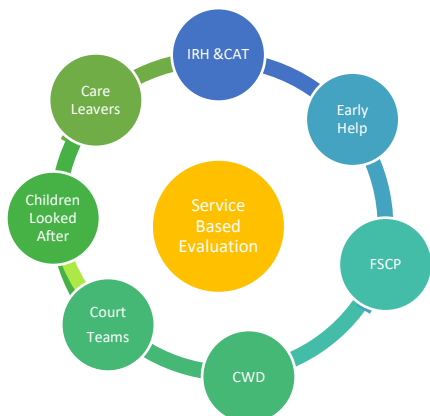 IRH &CAT
Early
Help
FSCP
CWD
Court
Teams
Children
Looked
After
Care
Leavers
Service
Based
Evaluation